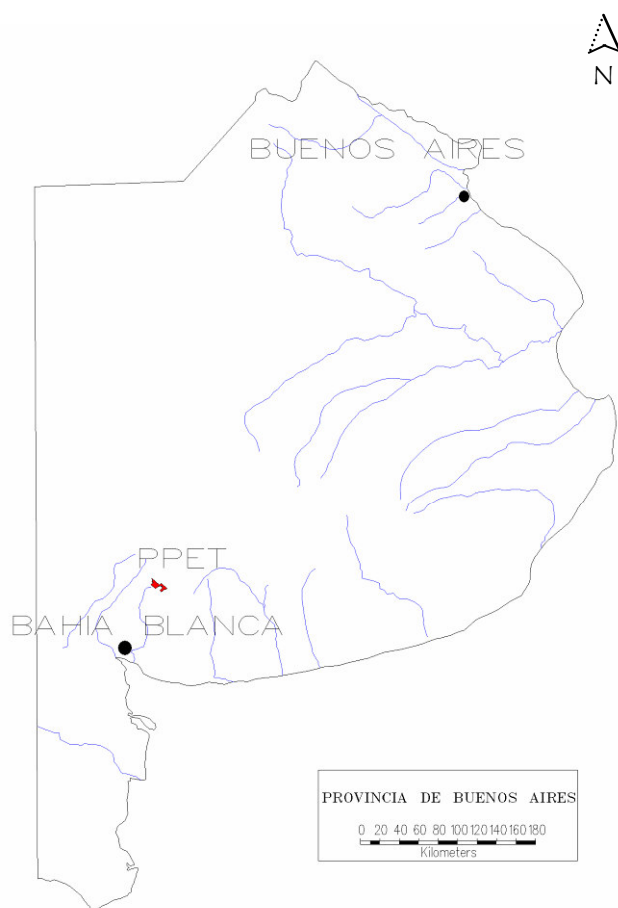 N
BUENOS AIRES
PPET
BAHIA BLANCA
PROVINCIA DE BUENOS AIRES
0 20 40 60 80 100 120 140 160 180
Kilometers